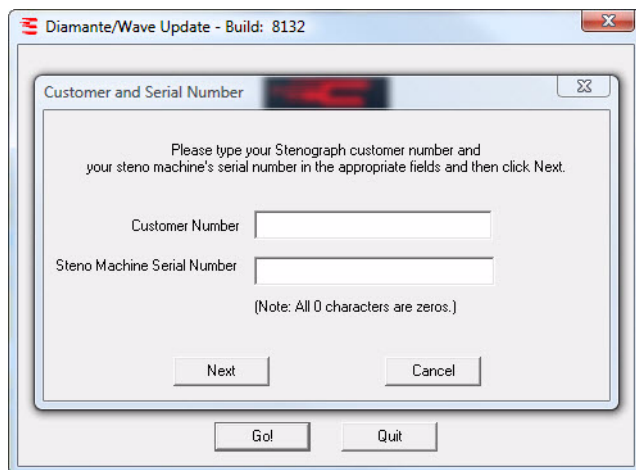 Diamante/Wave Update - Build: 8132
Customer and Serial Number
Please type your Stenograph customer number and
your steno machine's serial number in the appropriate fields and then click Next.
Customer Number
Steno Machine Serial Number
(Note: All 0 characters are zeros.)
Next Cancel
Go! Quit